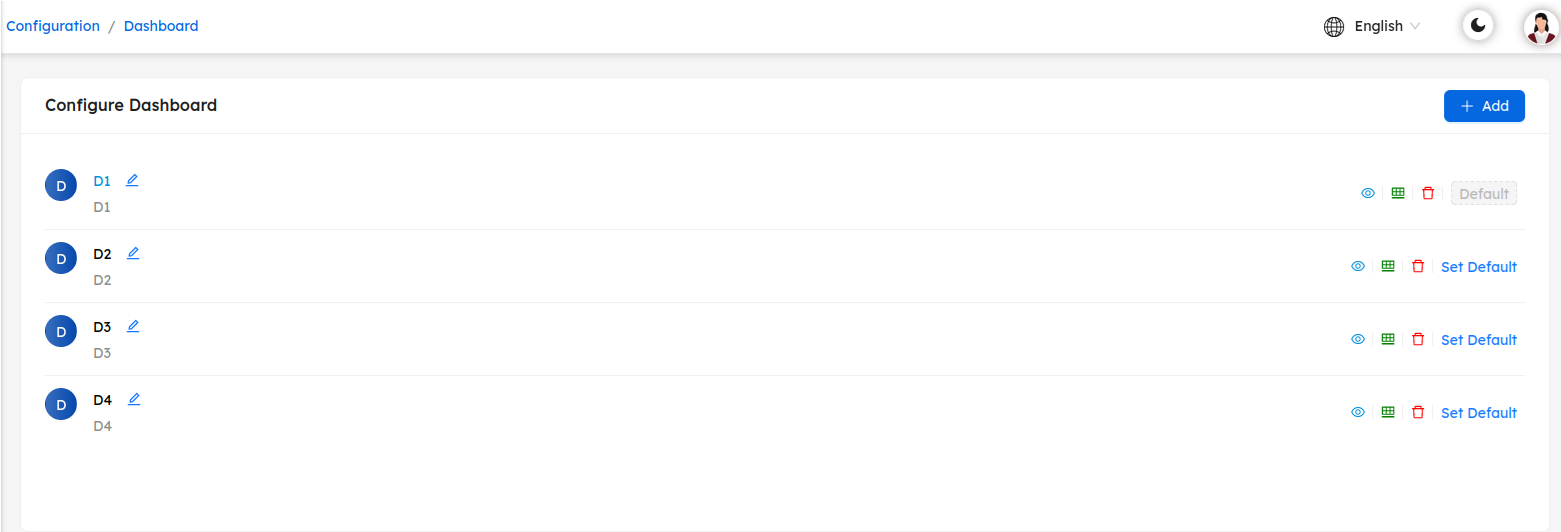 Configuration / Dashboard English
Configure Dashboard + Add
D D1
D1
Default
D D2
D2
Set Default
D D3
D3
Set Default
D D4
D4
Set Default